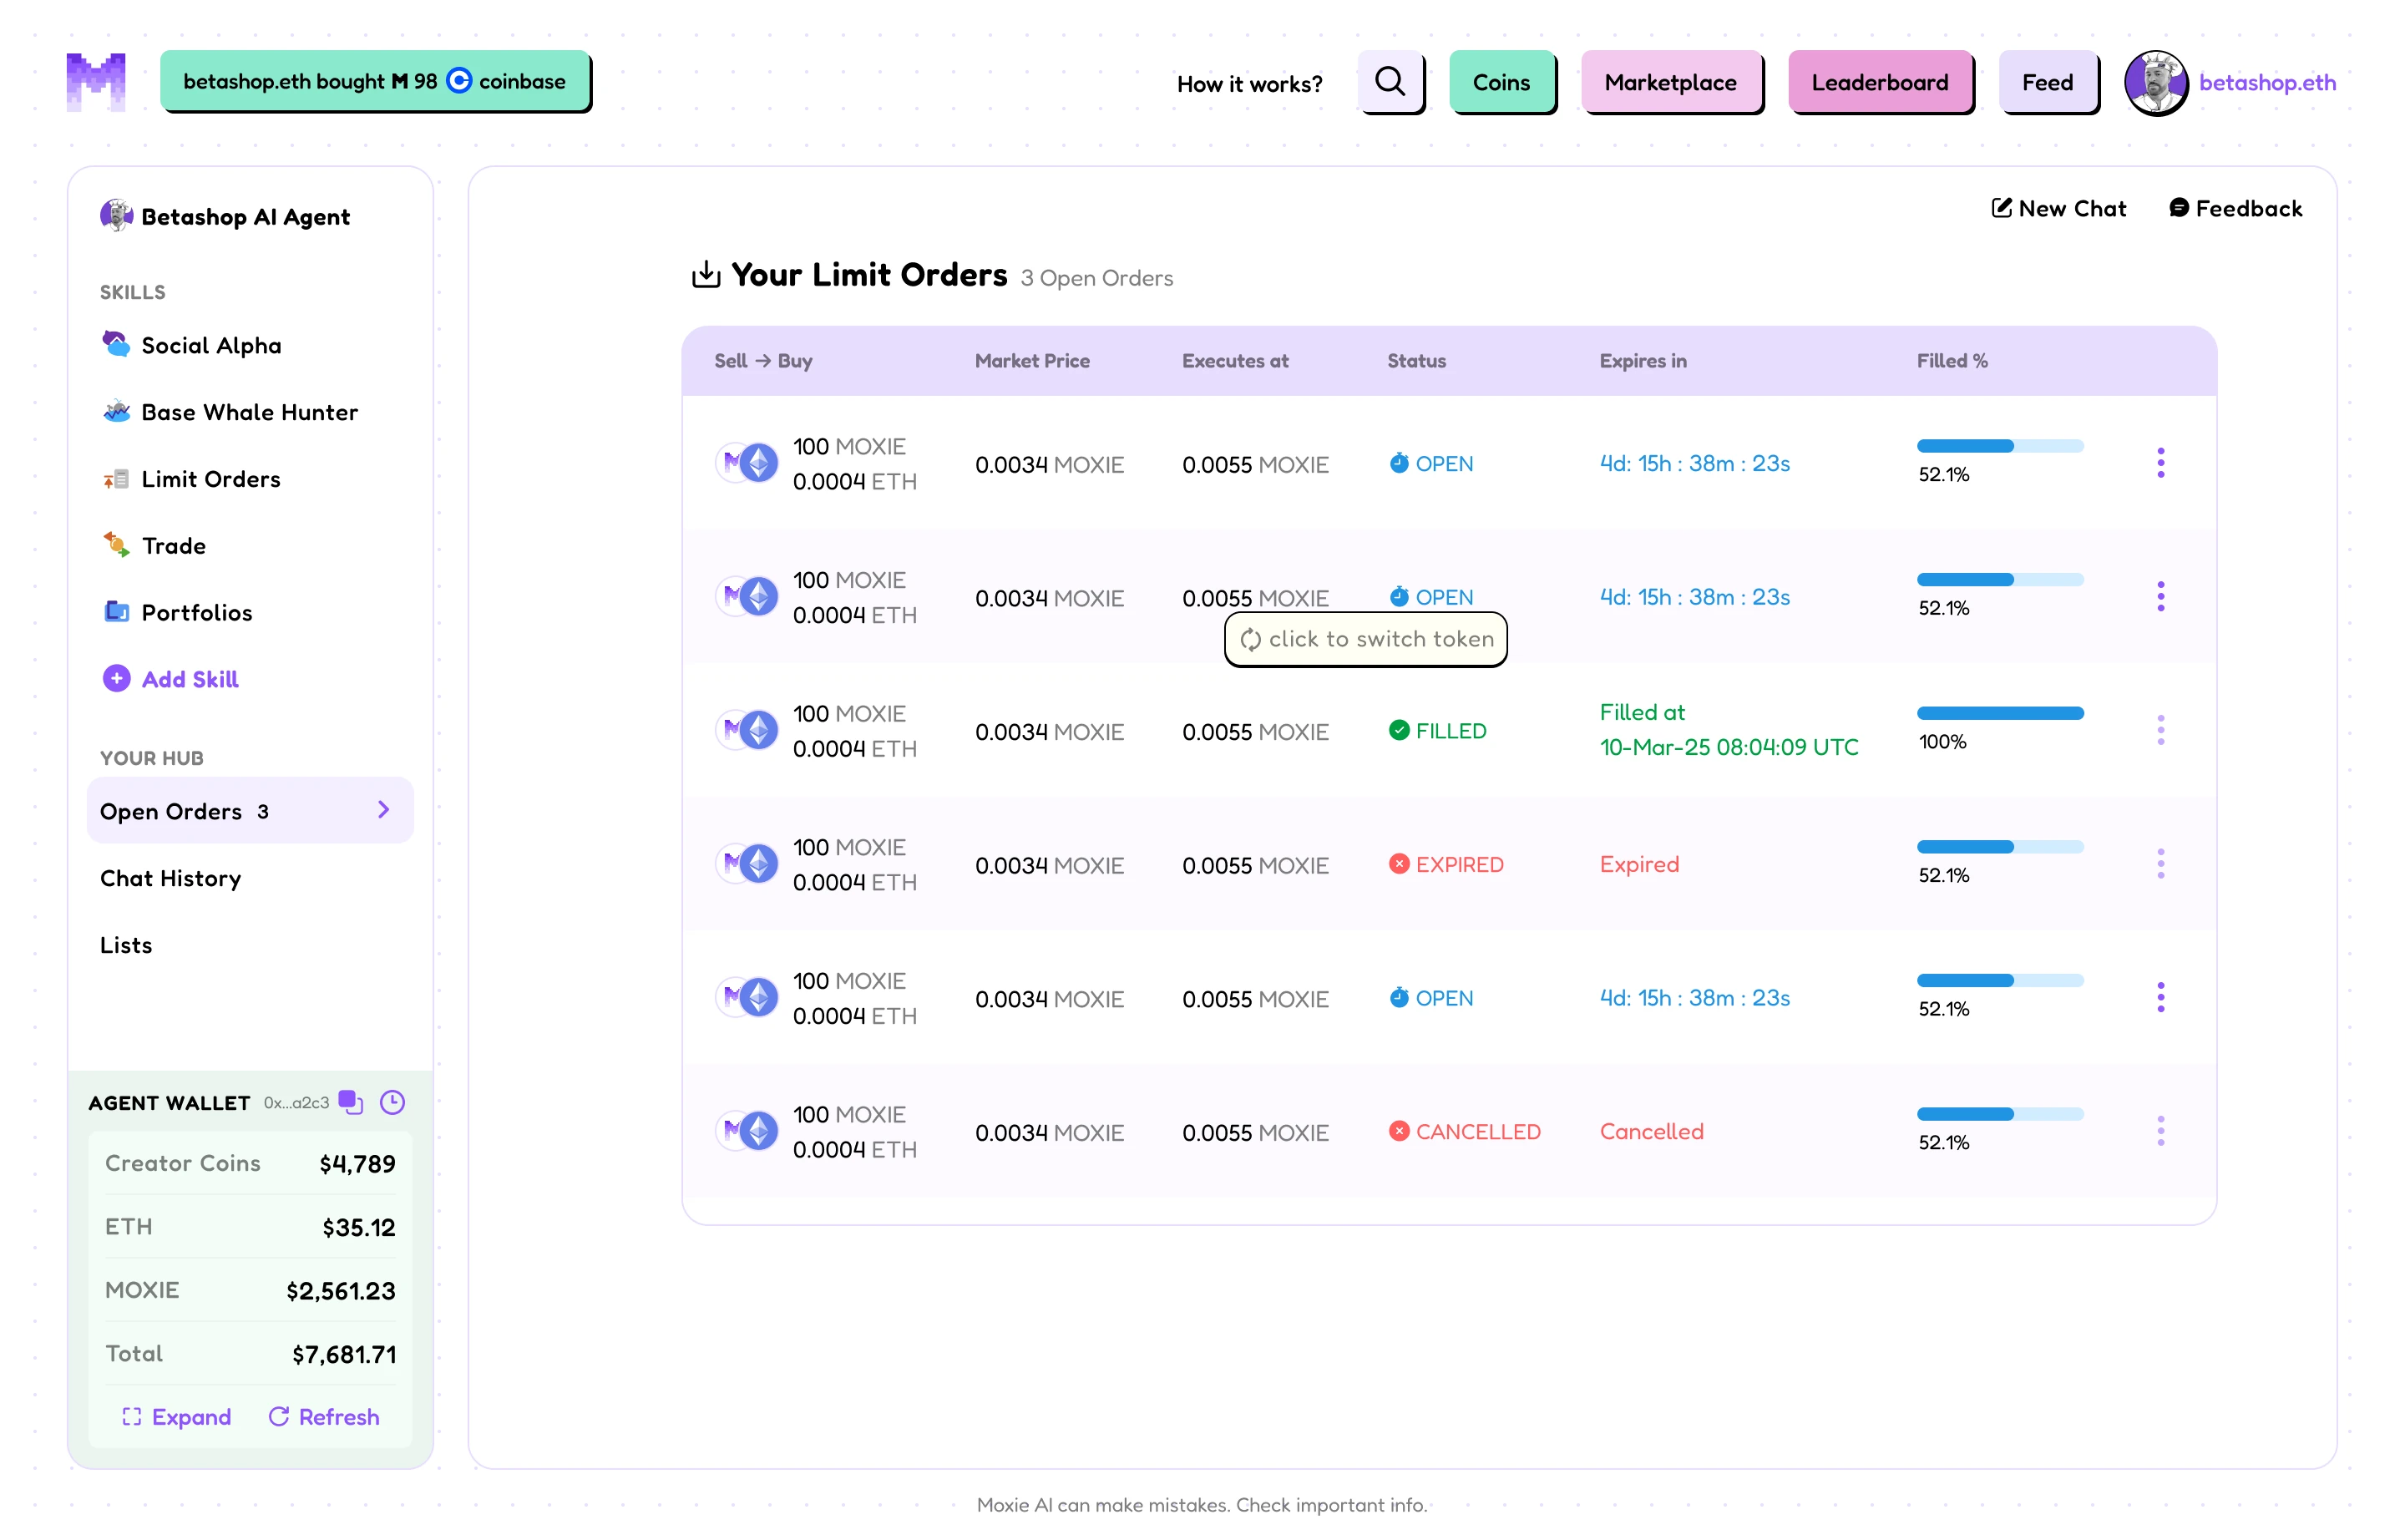 betashop.eth bought M 98 coinbase
How it works?
Coins
Marketplace
Leaderboard
Feed
betashop.eth
Betashop AI Agent
SKILLS
Social Alpha
Base Whale Hunter
Limit Orders
Trade
Portfolios
Add Skill
YOUR HUB
Open Orders 3
Chat History
Lists
AGENT WALLET 0x...a2c3
Creator Coins $4,789
ETH $35.12
MOXIE $2,561.23
Total $7,681.71
Expand Refresh
New Chat Feedback
Your Limit Orders 3 Open Orders
Sell → Buy Market Price Executes at Status Expires in Filled %
100 MOXIE
0.0004 ETH
0.0034 MOXIE
0.0055 MOXIE
OPEN
4d: 15h : 38m : 23s
52.1%
100 MOXIE
0.0004 ETH
0.0034 MOXIE
0.0055 MOXIE
OPEN
4d: 15h : 38m : 23s
52.1%
click to switch token
100 MOXIE
0.0004 ETH
0.0034 MOXIE
0.0055 MOXIE
FILLED
Filled at
10-Mar-25 08:04:09 UTC
100%
100 MOXIE
0.0004 ETH
0.0034 MOXIE
0.0055 MOXIE
EXPIRED
Expired
52.1%
100 MOXIE
0.0004 ETH
0.0034 MOXIE
0.0055 MOXIE
OPEN
4d: 15h : 38m : 23s
52.1%
100 MOXIE
0.0004 ETH
0.0034 MOXIE
0.0055 MOXIE
CANCELLED
Cancelled
52.1%
Moxie AI can make mistakes. Check important info.